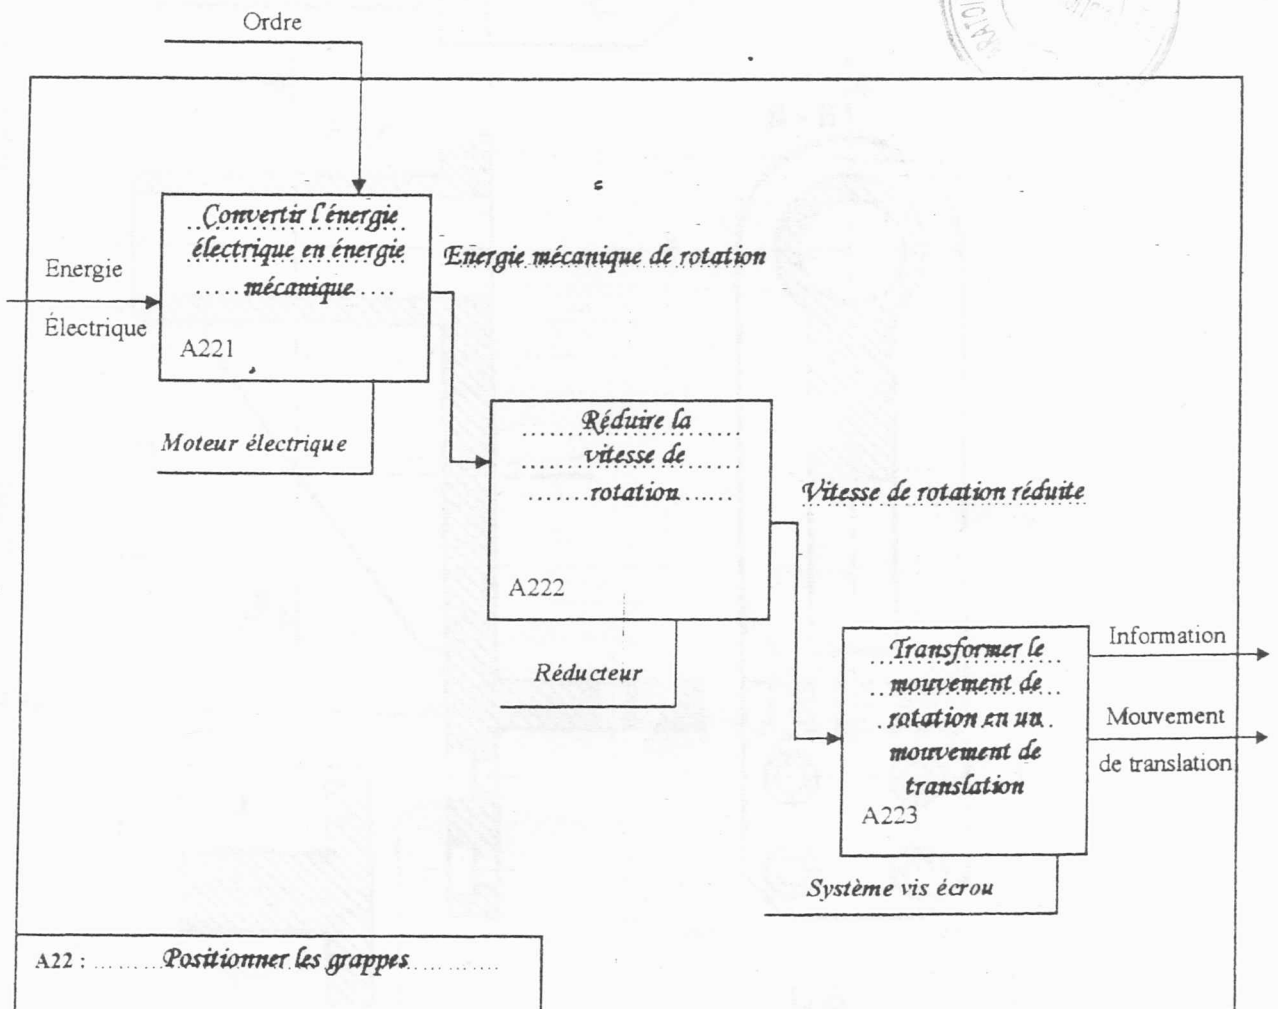 Ordre
Convertir l'énergie
électrique en énergie
mécanique
A221
Energie
Électrique
Energie mécanique de rotation
Moteur électrique
Réduire la
vitesse de
rotation
A222
Vitesse de rotation réduite
Réducteur
Transformer le
mouvement de
rotation en un
mouvement de
translation
A223
Information
Mouvement
de translation
Système vis écrou
A22 : Positionner les grappes